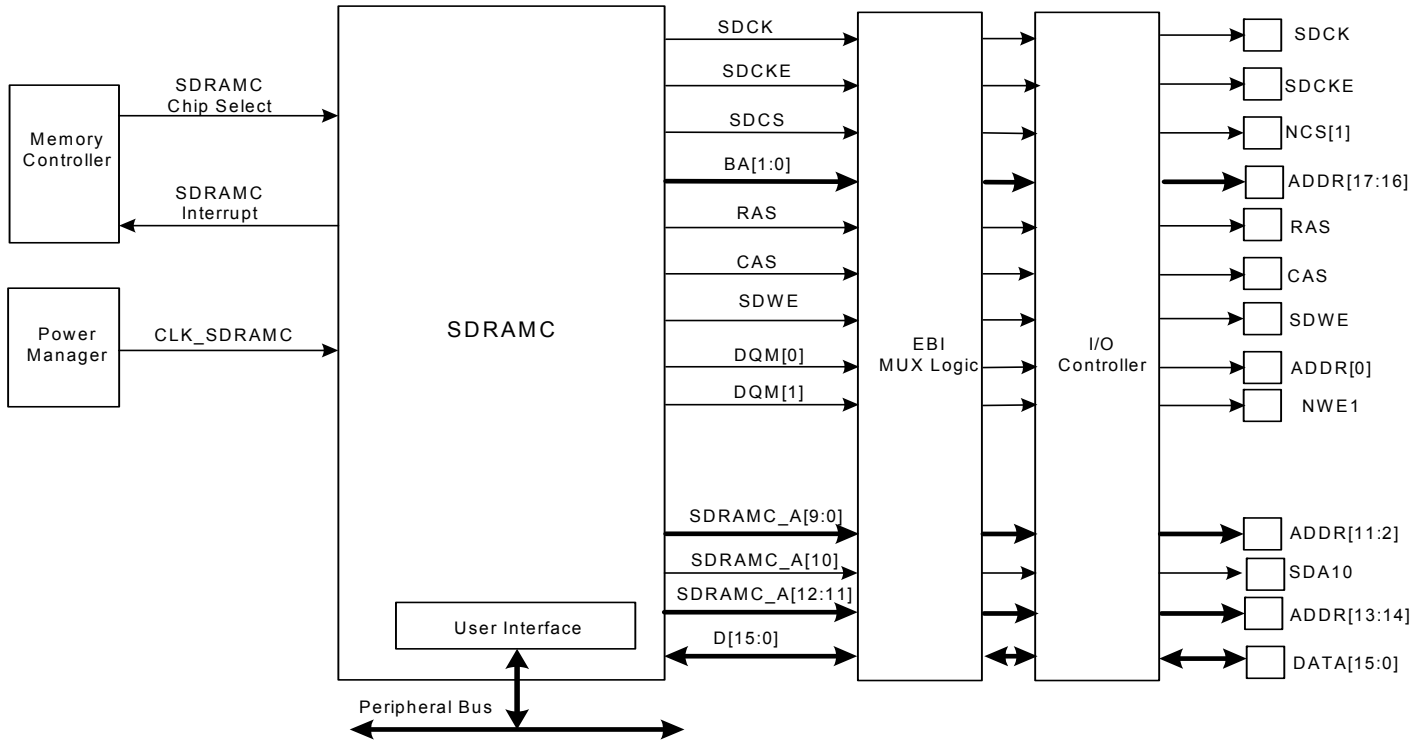 SDRAMC
Chip Select
Memory
Controller
SDRAMC
Interrupt
Power
Manager
CLK_SDRAMC
SDRAMC
User Interface
Peripheral Bus
SDCK
SDCKE
SDCS
BA[1:0]
RAS
CAS
SDWE
DQM[0]
DQM[1]
SDRAMC_A[9:0]
SDRAMC_A[10]
SDRAMC_A[12:11]
D[15:0]
EBI
MUX Logic
I/O
Controller
SDCK
SDCKE
NCS[1]
ADDR[17:16]
RAS
CAS
SDWE
ADDR[0]
NWE1
ADDR[11:2]
SDA10
ADDR[13:14]
DATA[15:0]